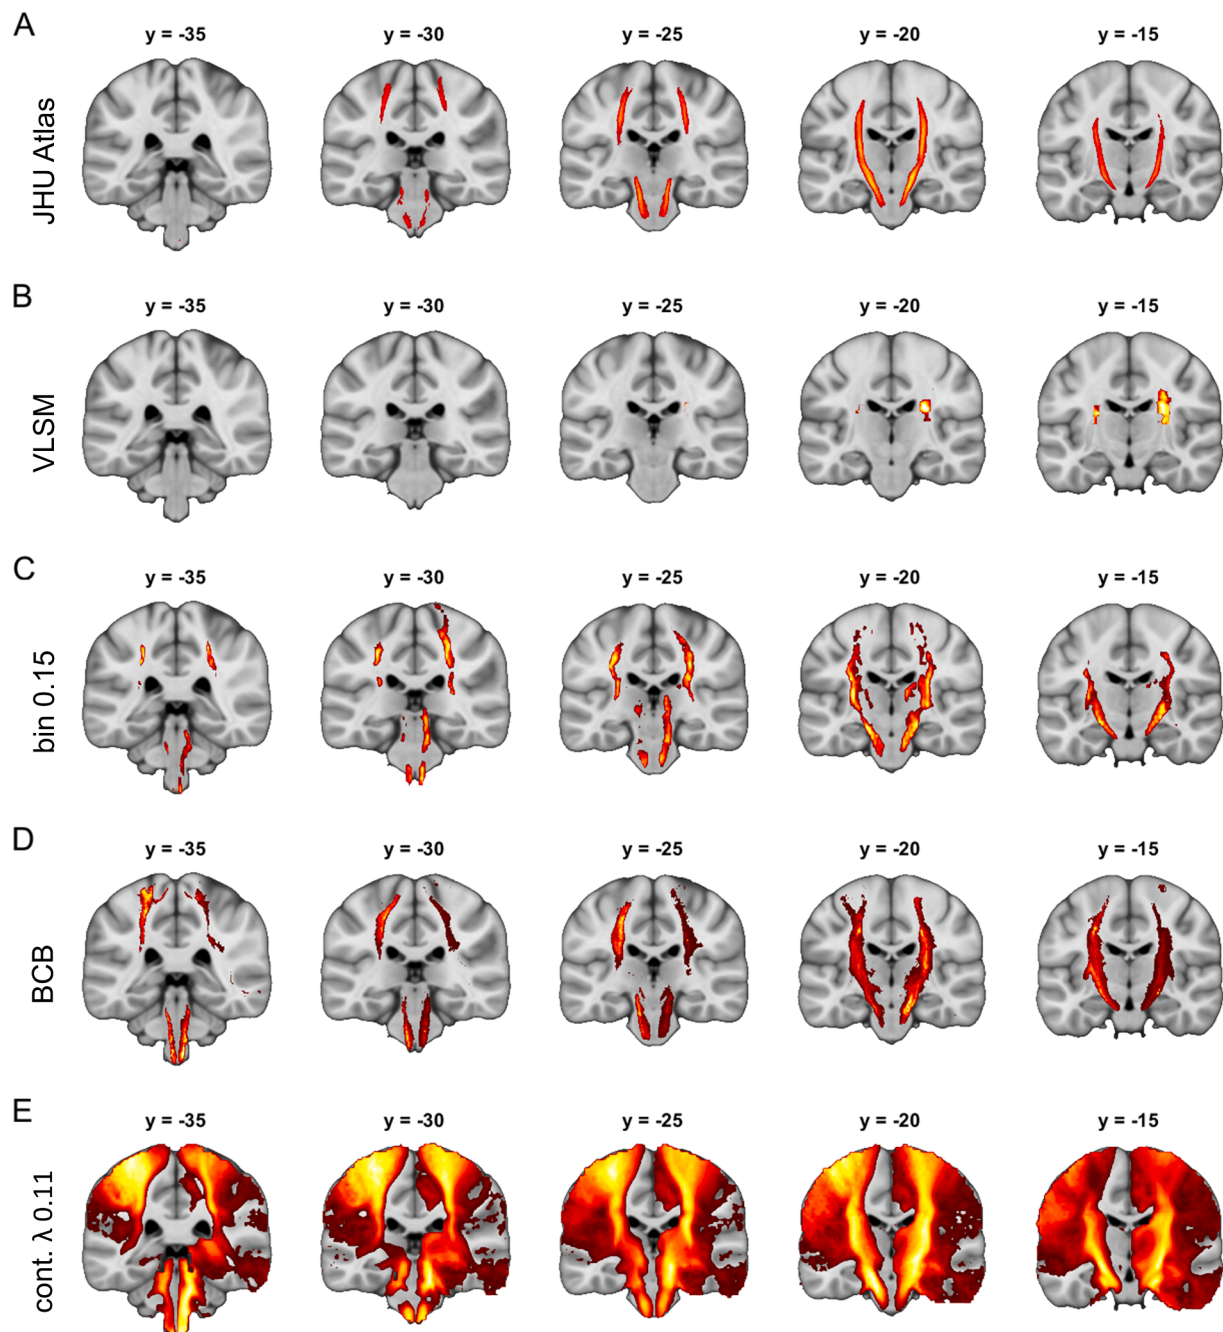 A
y = -35 y = -30 y = -25 y = -20 y = -15
JHU Atlas
B
y = -35 y = -30 y = -25 y = -20 y = -15
VLSM
C
y = -35 y = -30 y = -25 y = -20 y = -15
bin 0.15
D
y = -35 y = -30 y = -25 y = -20 y = -15
BCB
E
y = -35 y = -30 y = -25 y = -20 y = -15
cont. λ 0.11